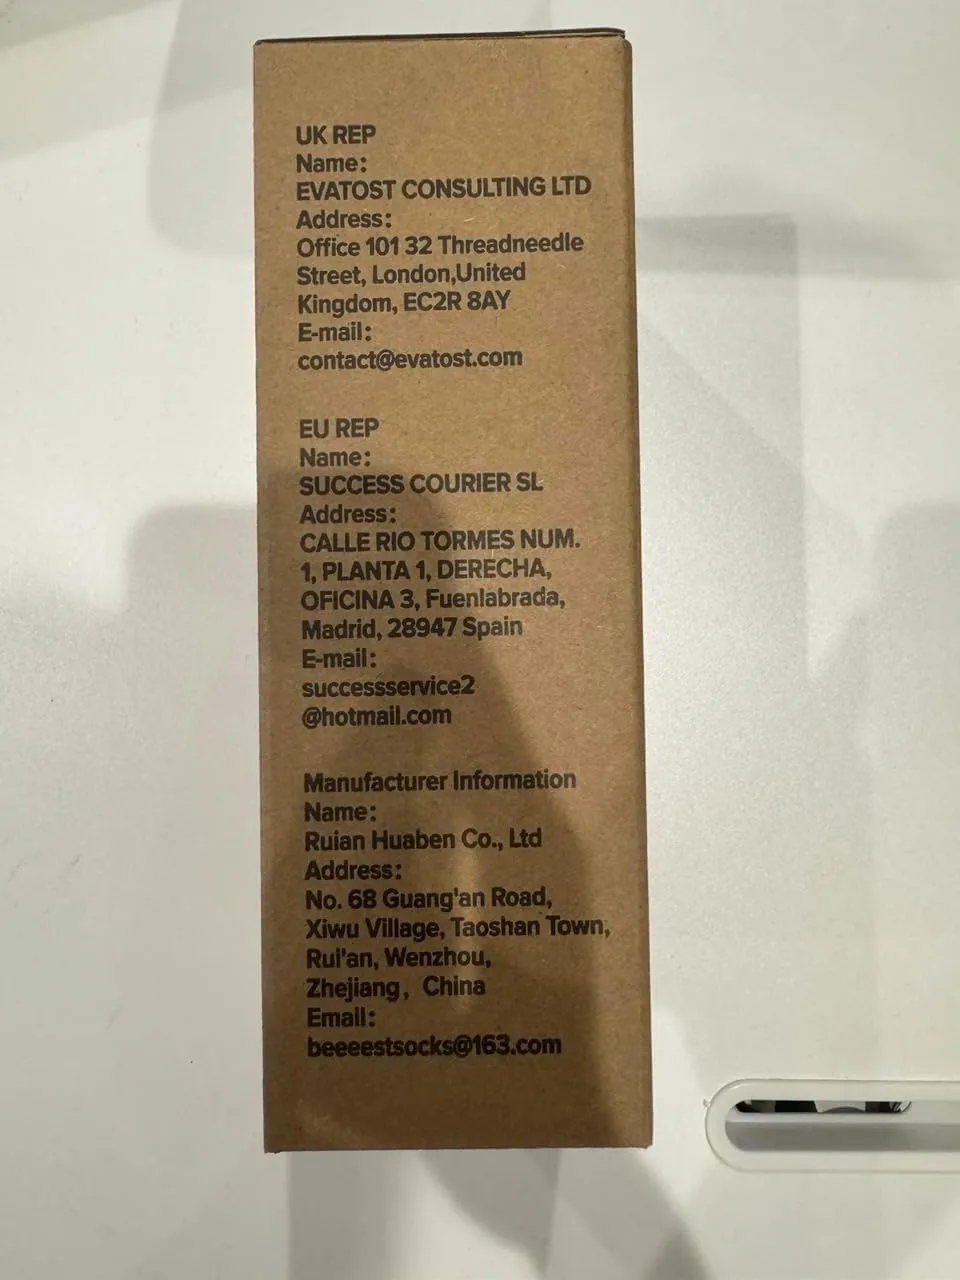 UK REP
Name:
EVATOST CONSULTING LTD
Address:
Office 101 32 Threadneedle
Street, London,United
Kingdom, EC2R 8AY
E-mail:
contact@evatost.com
EU REP
Name:
SUCCESS COURIER SL
Address:
CALLE RIO TORMES NUM.
1, PLANTA 1, DERECHA,
OFICINA 3, Fuenlabrada,
Madrid, 28947 Spain
E-mail:
successservice2
@hotmail.com
Manufacturer Information
Name:
Ruian Huaben Co., Ltd
Address:
No. 68 Guang'an Road,
Xiwu Village, Taoshan Town,
Rui'an, Wenzhou,
Zhejiang，China
Email:
beeeestsocks@163.com